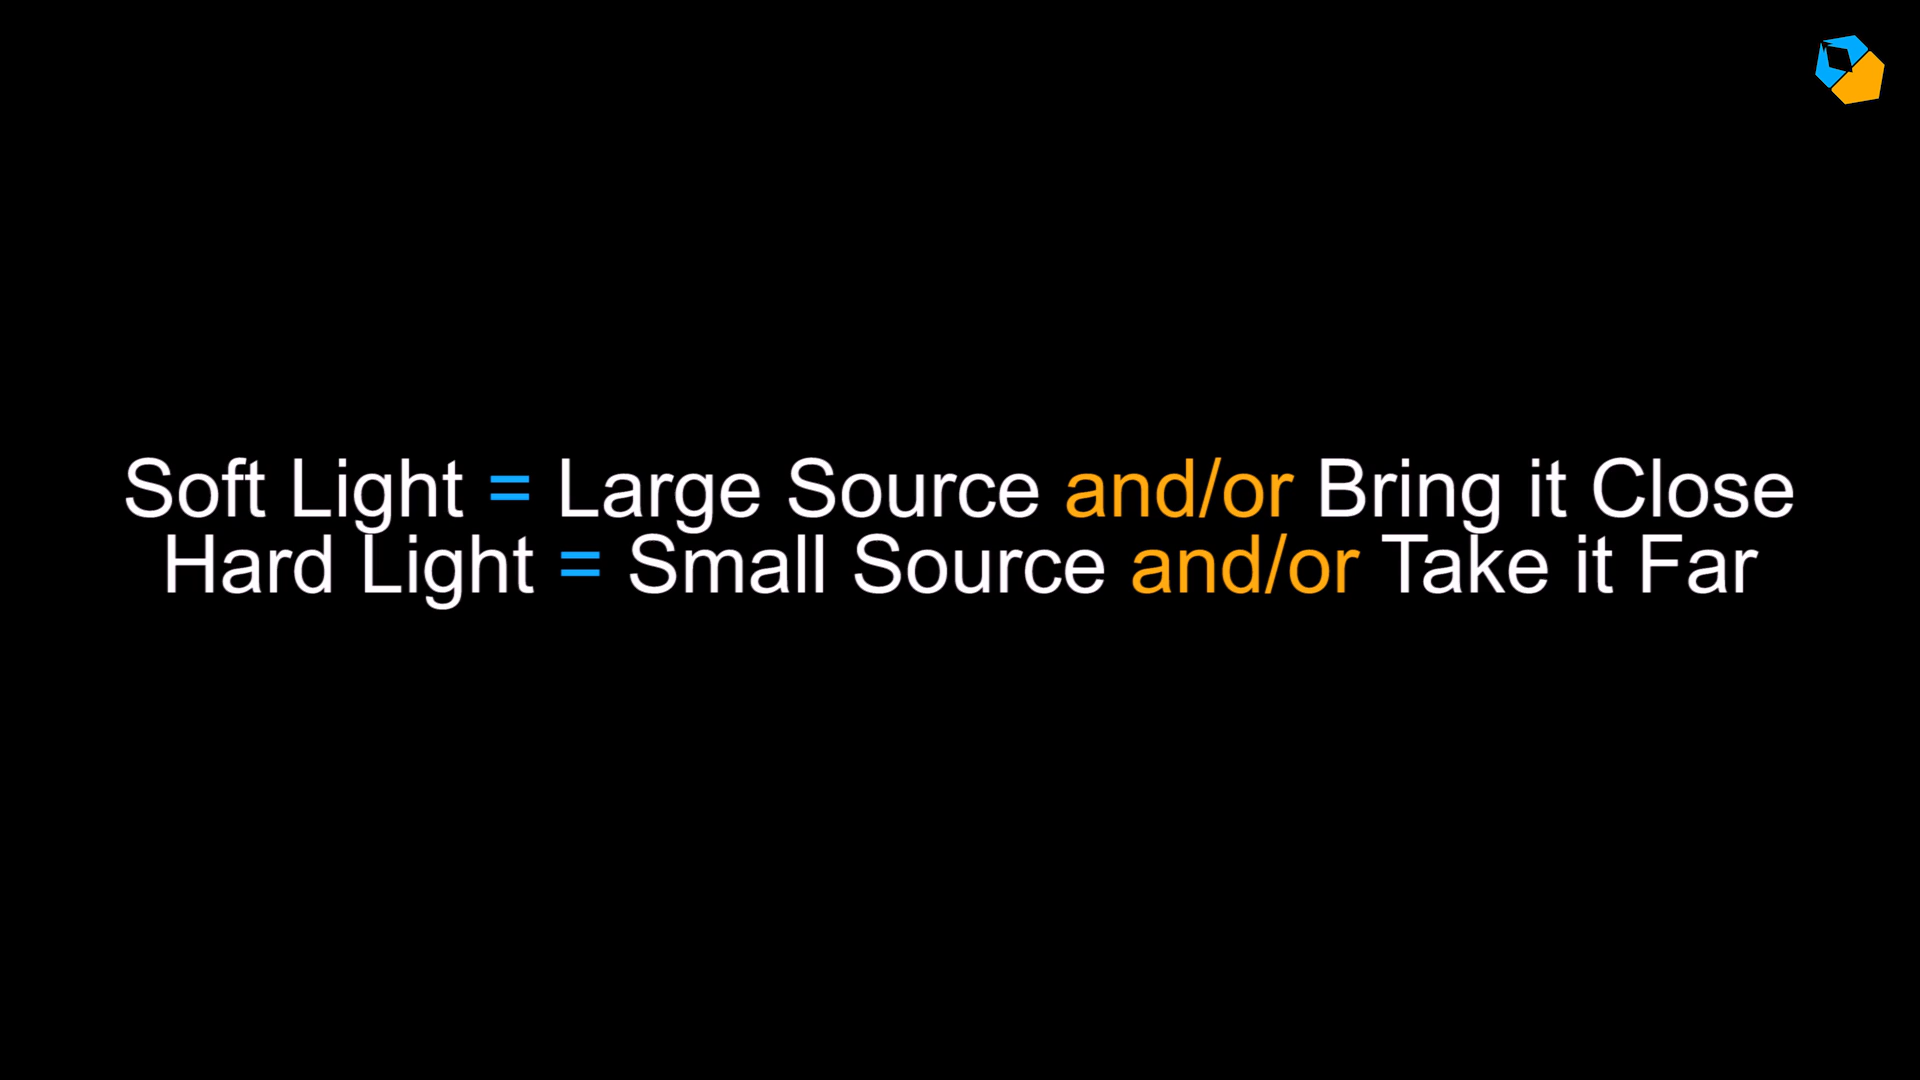 Soft Light = Large Source and/or Bring it Close
Hard Light = Small Source and/or Take it Far